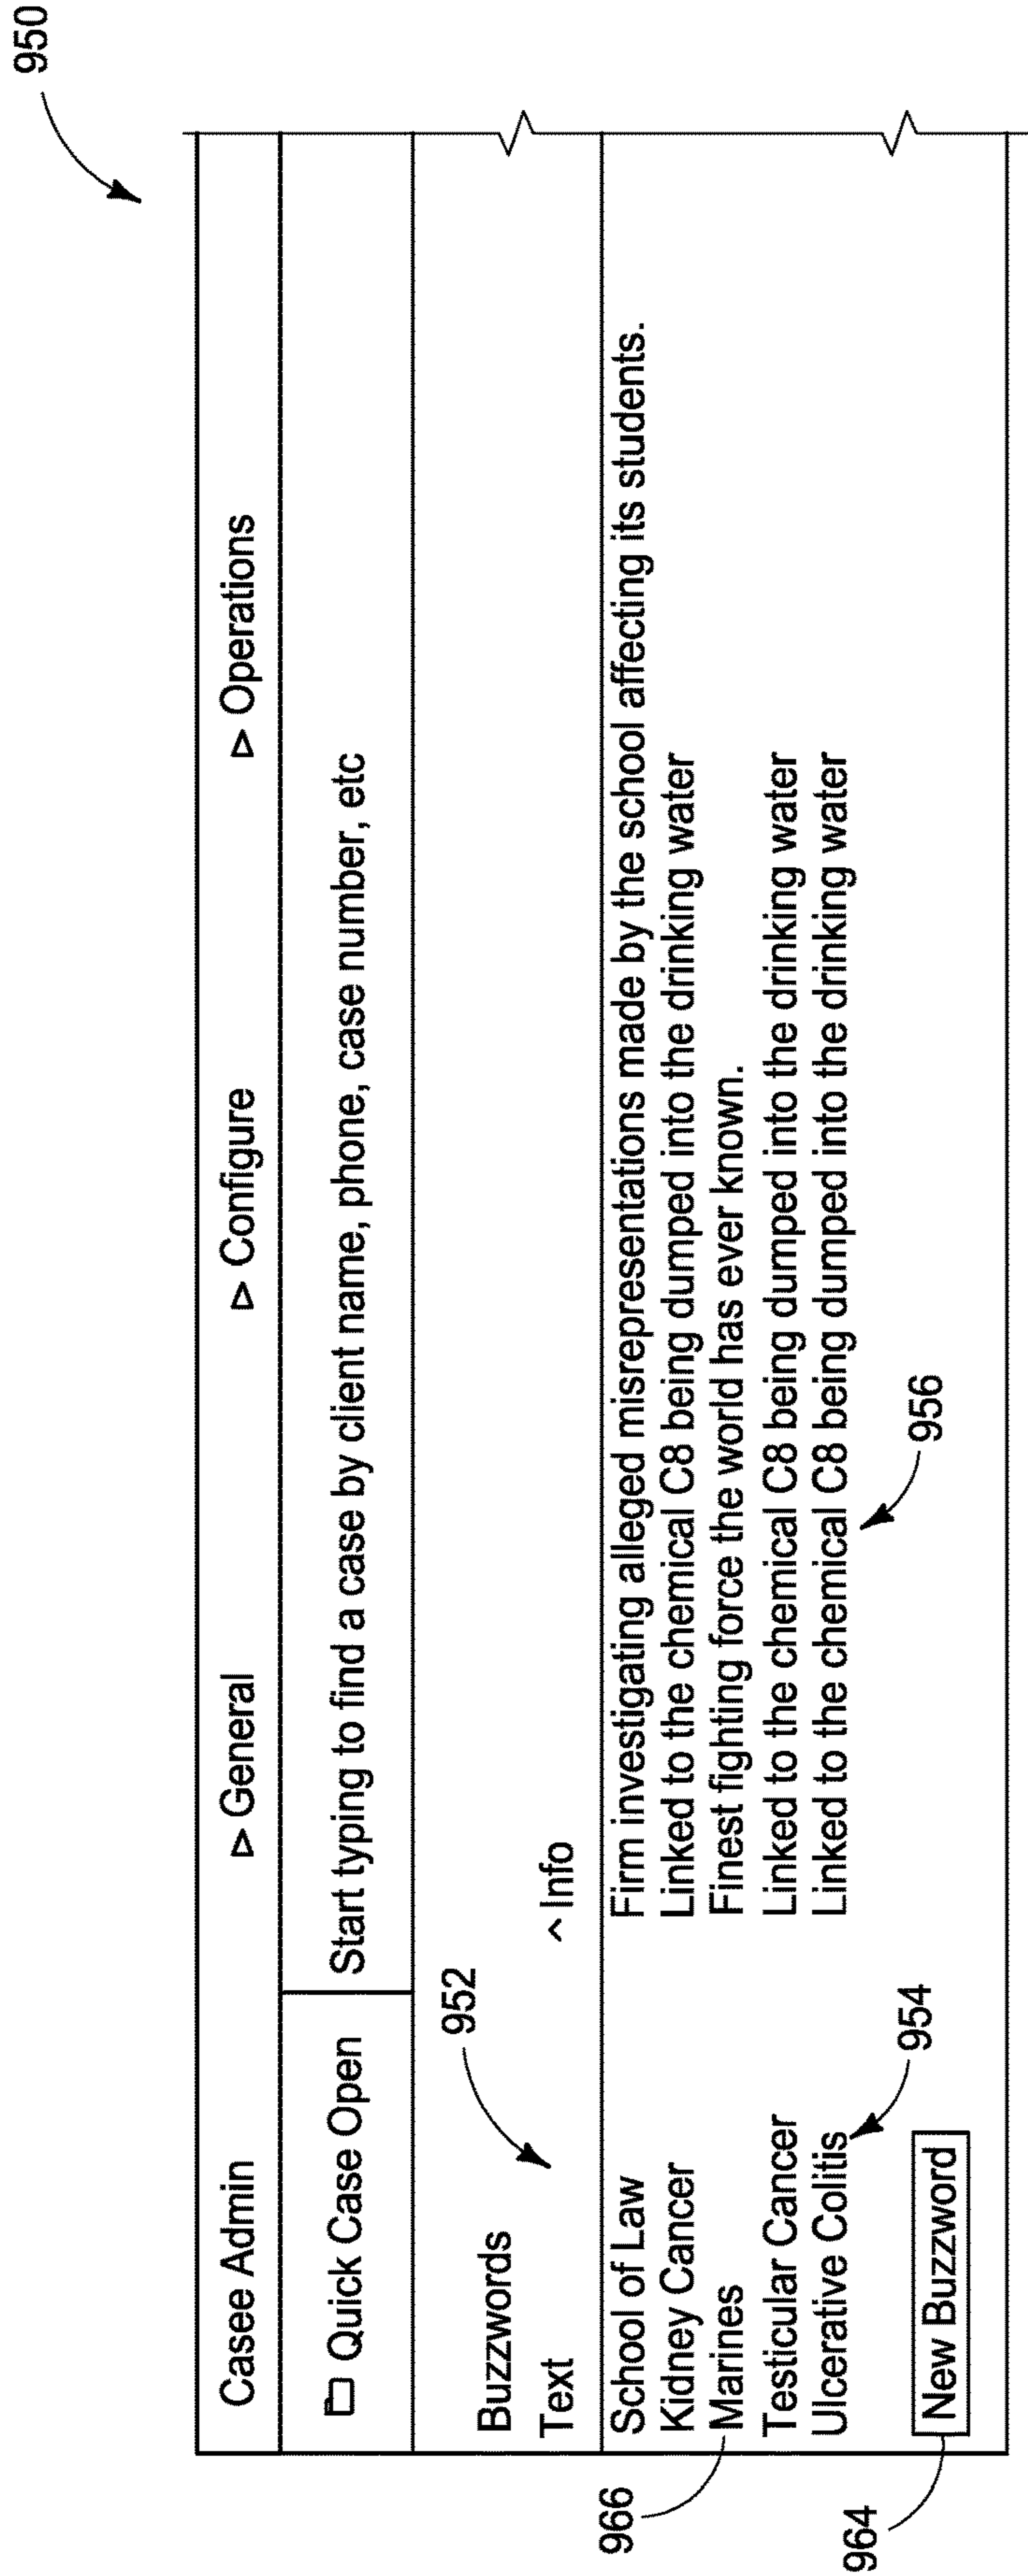 950
Casee Admin ▷ General ▷ Configure ▷ Operations
Quick Case Open Start typing to find a case by client name, phone, case number, etc
952
Buzzwords
Text ^ Info
School of Law Firm investigating alleged misrepresentations made by the school affecting its students.
Kidney Cancer Linked to the chemical C8 being dumped into the drinking water
966
Marines Finest fighting force the world has ever known.
Testicular Cancer Linked to the chemical C8 being dumped into the drinking water
Ulcerative Colitis Linked to the chemical C8 being dumped into the drinking water
954
956
New Buzzword
964